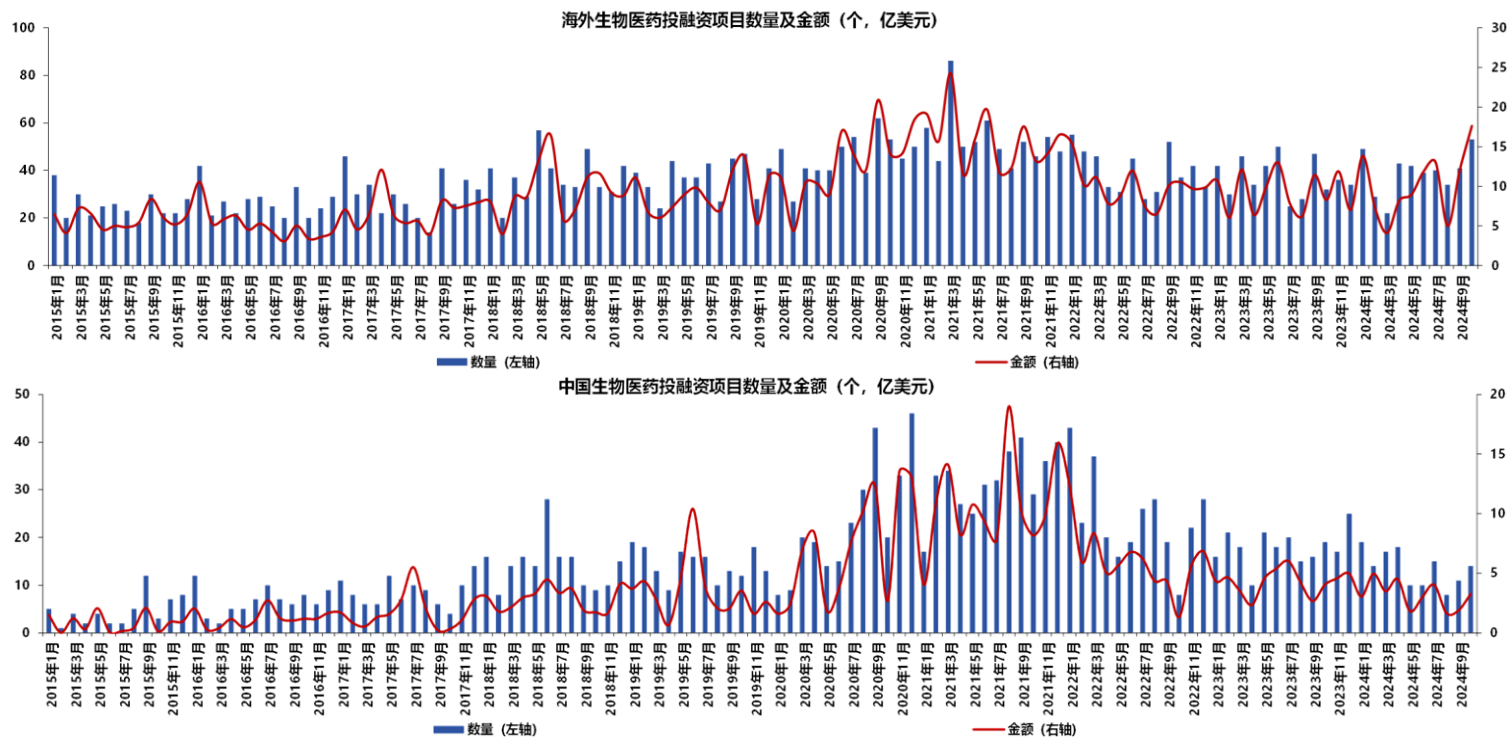 海外生物医药投融资项目数量及金额（个，亿美元）
100
80
60
40
20
0
30
25
20
15
10
5
0
2015年1月
2015年3月
2015年5月
2015年7月
2015年9月
2015年11月
2016年1月
2016年3月
2016年5月
2016年7月
2016年9月
2016年11月
2017年1月
2017年3月
2017年5月
2017年7月
2017年9月
2017年11月
2018年1月
2018年3月
2018年5月
2018年7月
2018年9月
2018年11月
2019年1月
2019年3月
2019年5月
2019年7月
2019年9月
2019年11月
2020年1月
2020年3月
2020年5月
2020年7月
2020年9月
2020年11月
2021年1月
2021年3月
2021年5月
2021年7月
2021年9月
2021年11月
2022年1月
2022年3月
2022年5月
2022年7月
2022年9月
2022年11月
2023年1月
2023年3月
2023年5月
2023年7月
2023年9月
2023年11月
2024年1月
2024年3月
2024年5月
2024年7月
2024年9月
数量（左轴）
金额（右轴）
中国生物医药投融资项目数量及金额（个，亿美元）
50
40
30
20
10
0
20
15
10
5
0
2015年1月
2015年3月
2015年5月
2015年7月
2015年9月
2015年11月
2016年1月
2016年3月
2016年5月
2016年7月
2016年9月
2016年11月
2017年1月
2017年3月
2017年5月
2017年7月
2017年9月
2017年11月
2018年1月
2018年3月
2018年5月
2018年7月
2018年9月
2018年11月
2019年1月
2019年3月
2019年5月
2019年7月
2019年9月
2019年11月
2020年1月
2020年3月
2020年5月
2020年7月
2020年9月
2020年11月
2021年1月
2021年3月
2021年5月
2021年7月
2021年9月
2021年11月
2022年1月
2022年3月
2022年5月
2022年7月
2022年9月
2022年11月
2023年1月
2023年3月
2023年5月
2023年7月
2023年9月
2023年11月
2024年1月
2024年3月
2024年5月
2024年7月
2024年9月
数量（左轴）
金额（右轴）